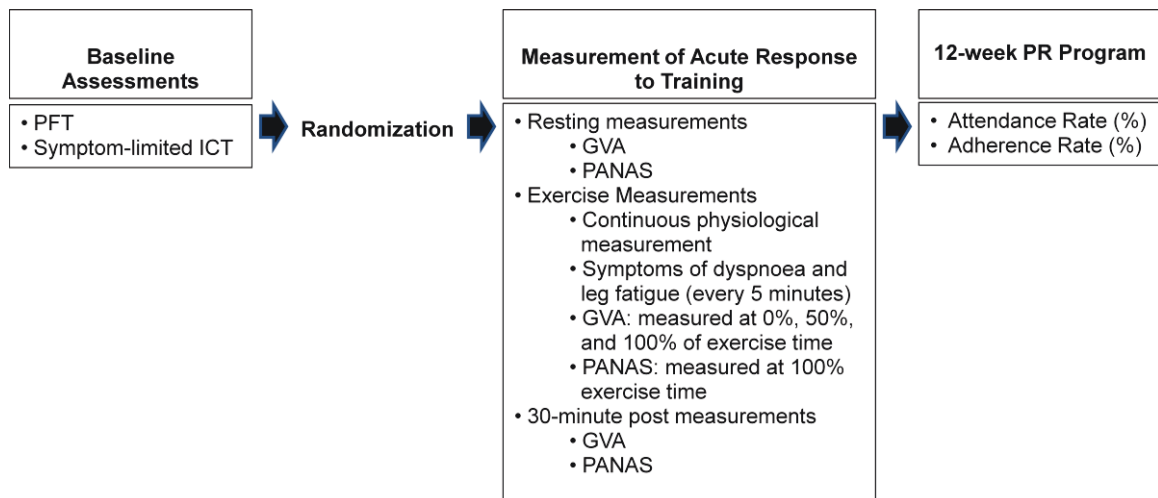 Baseline
Assessments
• PFT
• Symptom-limited ICT
Randomization
Measurement of Acute Response
to Training
• Resting measurements
• GVA
• PANAS
• Exercise Measurements
• Continuous physiological
measurement
• Symptoms of dyspnoea and
leg fatigue (every 5 minutes)
• GVA: measured at 0%, 50%,
and 100% of exercise time
• PANAS: measured at 100%
exercise time
• 30-minute post measurements
• GVA
• PANAS
12-week PR Program
• Attendance Rate (%)
• Adherence Rate (%)